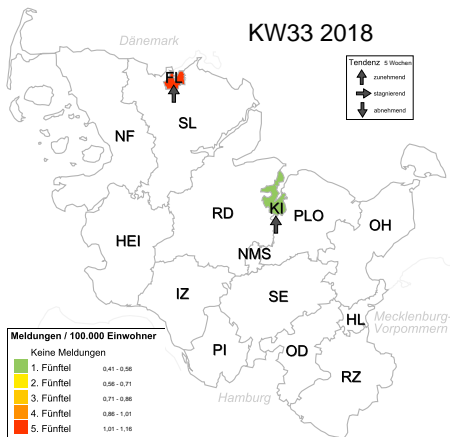 KW33 2018
Dänemark
Tendenz 5 Wochen
zunehmend
stagnierend
abnehmend
FL
NF
SL
KI
RD
PLO
OH
HEI
NMS
IZ
SE
HL
Mecklenburg-
Vorpommern
PI
OD
RZ
Hamburg
Meldungen / 100.000 Einwohner
Keine Meldungen
1. Fünftel 0,41 - 0,56
2. Fünftel 0,56 - 0,71
3. Fünftel 0,71 - 0,86
4. Fünftel 0,86 - 1,01
5. Fünftel 1,01 - 1,16